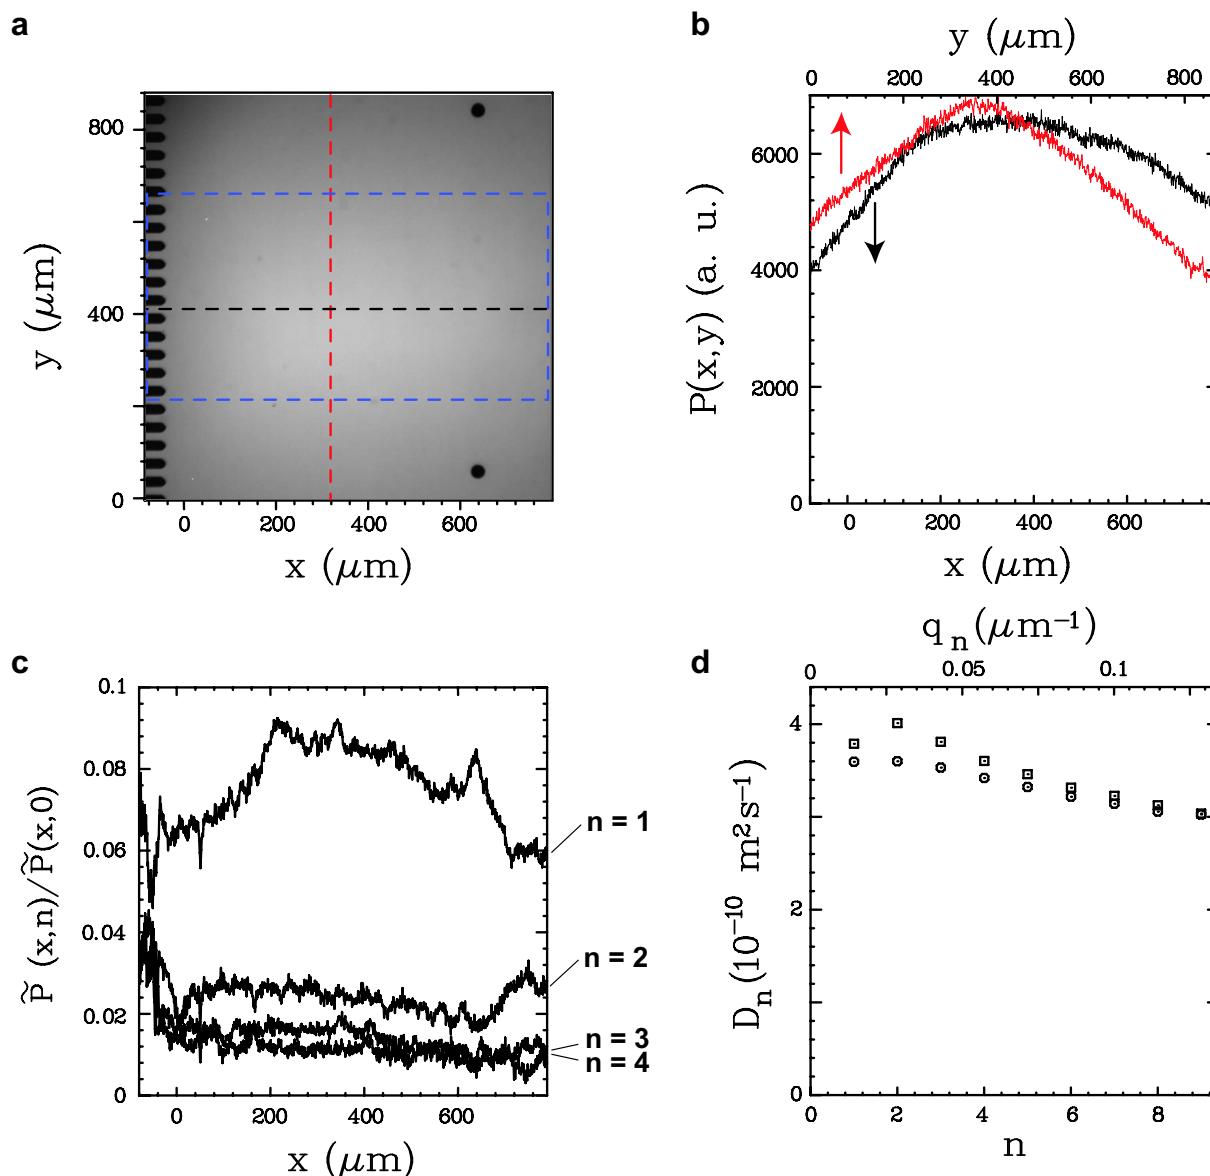 a
800
400
0
y (μm)
0
200
400
600
x (μm)
b
y (μm)
0
200
400
600
800
6000
4000
2000
0
P(x,y) (a. u.)
0
200
400
600
x (μm)
c
0.1
0.08
0.06
0.04
0.02
0
P̃ (x,n)/P̃(x,0)
n = 1
n = 2
n = 3
n = 4
0
200
400
600
x (μm)
d
qₙ(μm⁻¹)
0
0.05
0.1
4
2
0
Dₙ(10⁻¹⁰ m²s⁻¹)
0
2
4
6
8
n